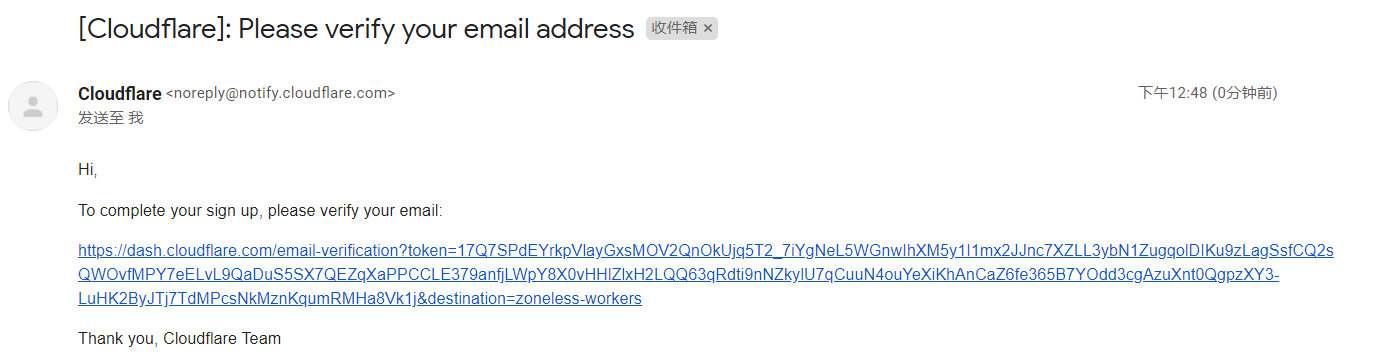 [Cloudflare]: Please verify your email address 收件箱 ×
Cloudflare <noreply@notify.cloudflare.com> 下午12:48 (0分钟前)
发送至 我
Hi,
To complete your sign up, please verify your email:
https://dash.cloudflare.com/email-verification?token=17Q7SPdEYrkpVlayGxsMOV2QnOkUjq5T2_7iYgNeL5WGnwIhXM5y1I1mx2JJnc7XZLL3ybN1ZugqolDIKu9zLagSsfCQ2s
QWOvfMPY7eELvL9QaDuS5SX7QEZqXaPPCCLE379anfjLWpY8X0vHHlZlxH2LQQ63qRdti9nNZkylU7qCuuN4ouYeXiKhAnCaZ6fe365B7YOdd3cgAzuXnt0QgpzXY3-
LuHK2ByJTj7TdMPcsNkMznKqumRMHa8Vk1j&destination=zoneless-workers
Thank you, Cloudflare Team